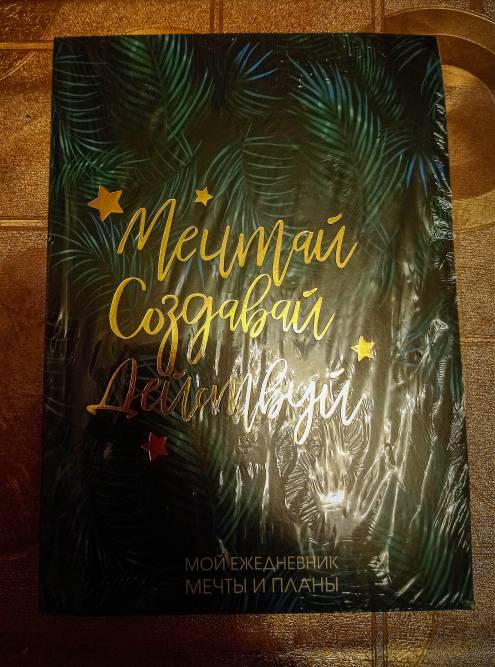 Мечтай
Создавай
Действуй
МОЙ ЕЖЕДНЕВНИК
МЕЧТЫ И ПЛАНЫ